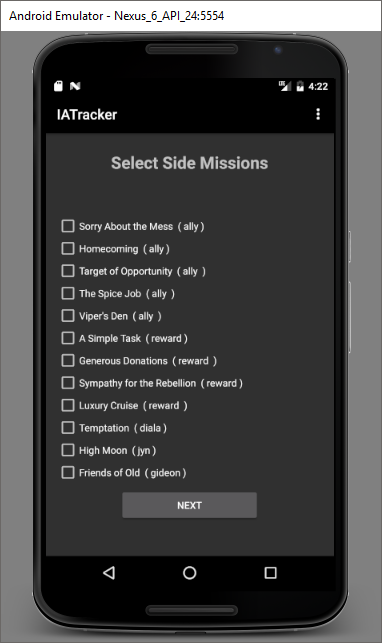 Android Emulator - Nexus_6_API_24:5554
LTE 4:22
IATracker
Select Side Missions
Sorry About the Mess ( ally )
Homecoming ( ally )
Target of Opportunity ( ally )
The Spice Job ( ally )
Viper's Den ( ally )
A Simple Task ( reward )
Generous Donations ( reward )
Sympathy for the Rebellion ( reward )
Luxury Cruise ( reward )
Temptation ( diala )
High Moon ( jyn )
Friends of Old ( gideon )
NEXT